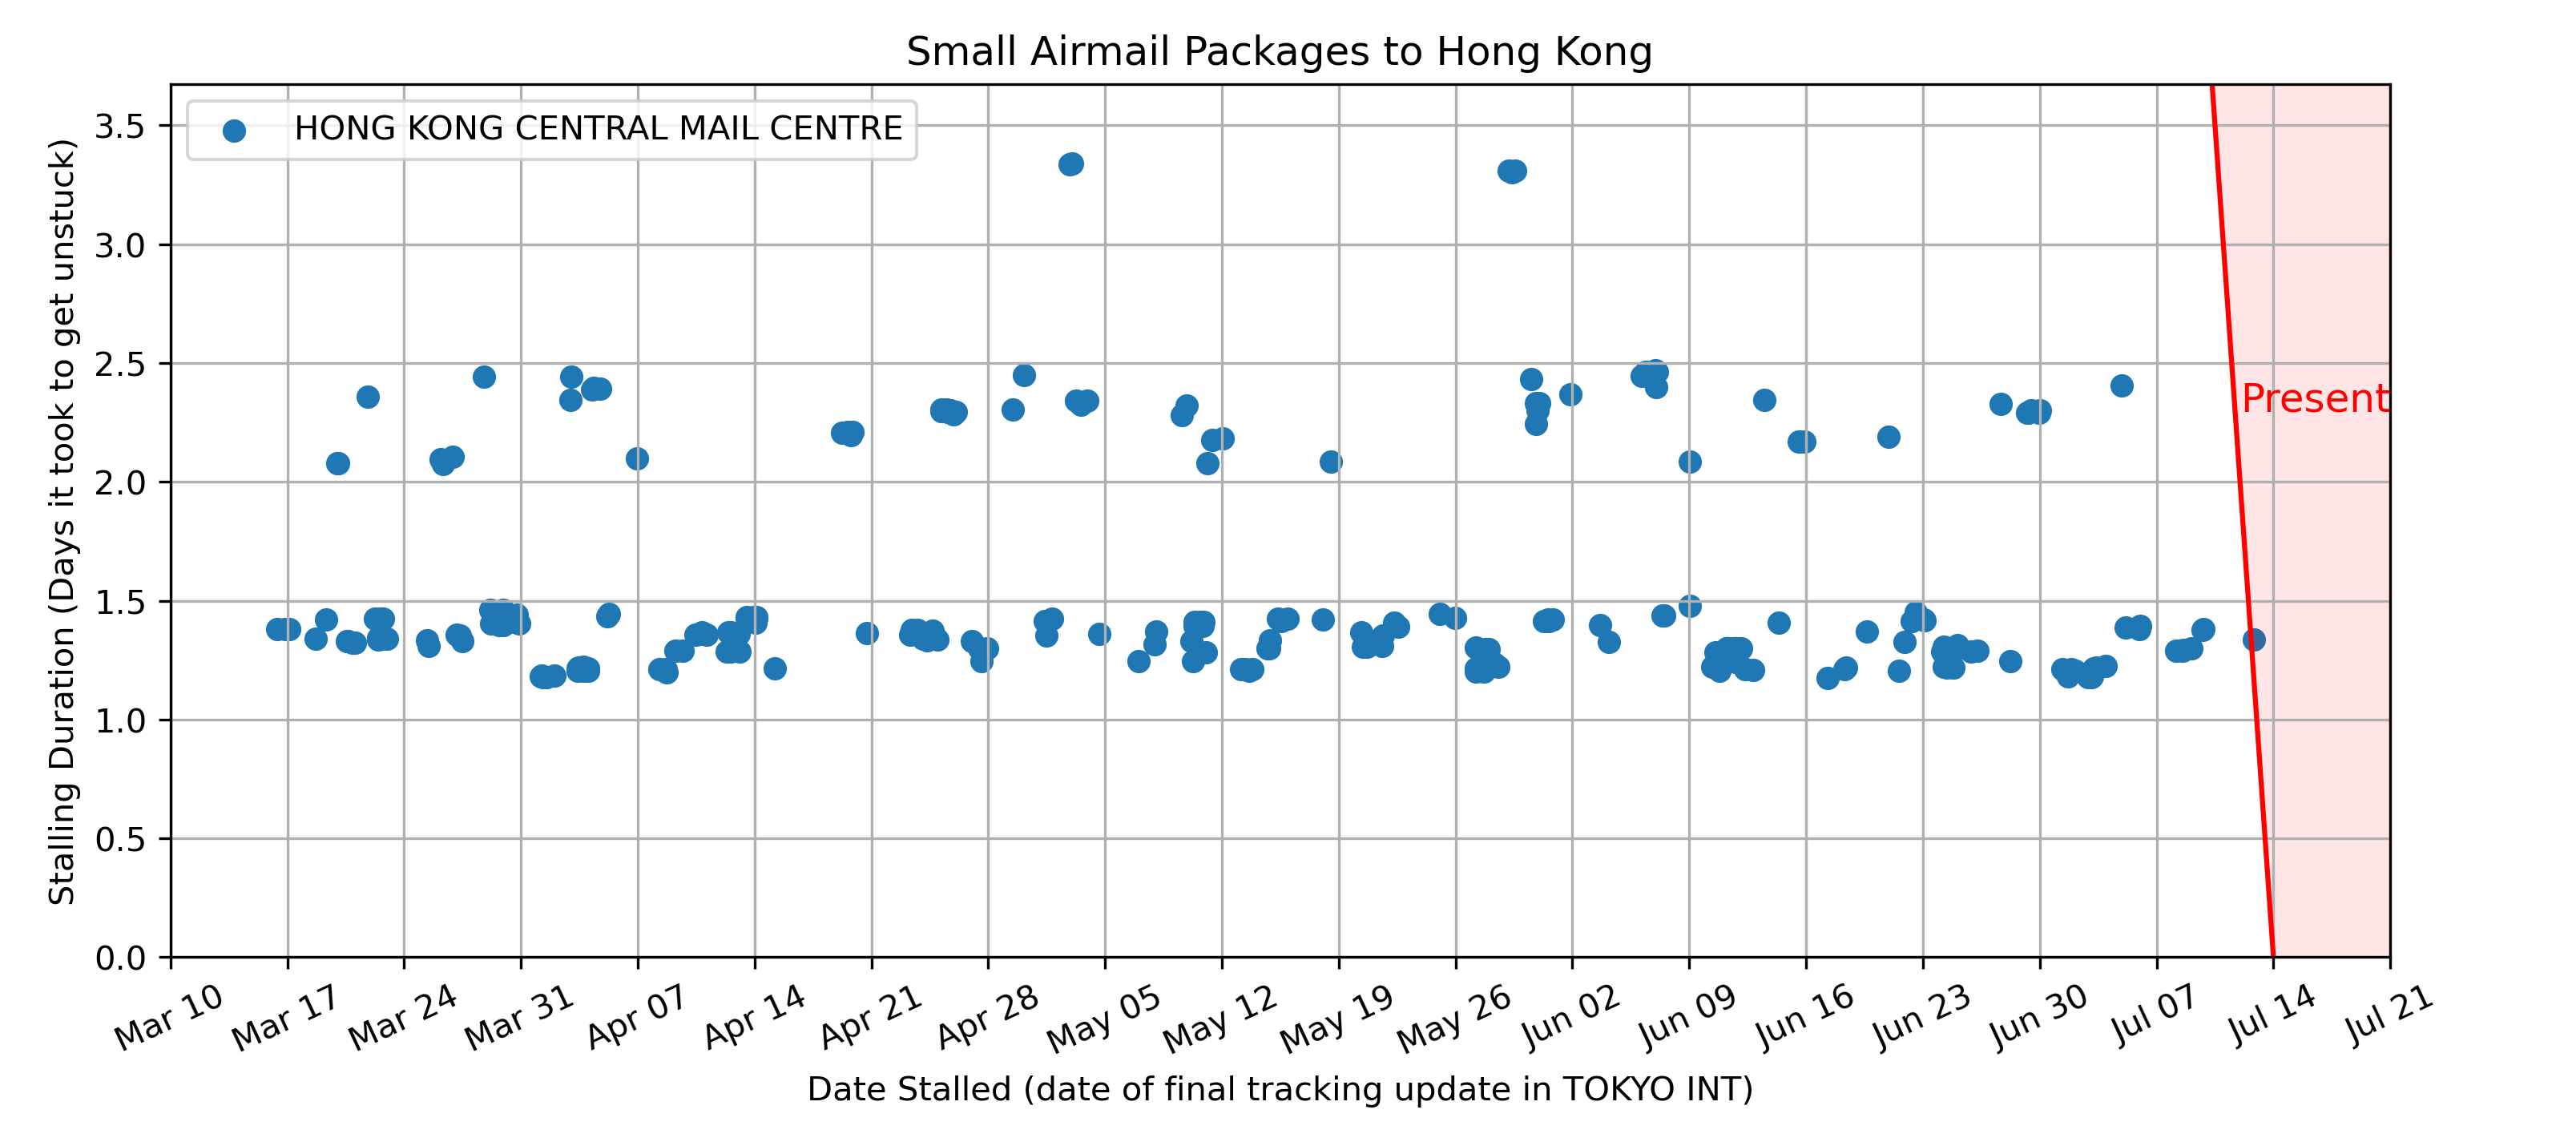 Small Airmail Packages to Hong Kong
HONG KONG CENTRAL MAIL CENTRE
Stalling Duration (Days it took to get unstuck)
3.5
3.0
2.5
2.0
1.5
1.0
0.5
0.0
Present
Mar 10
Mar 17
Mar 24
Mar 31
Apr 07
Apr 14
Apr 21
Apr 28
May 05
May 12
May 19
May 26
Jun 02
Jun 09
Jun 16
Jun 23
Jun 30
Jul 07
Jul 14
Jul 21
Date Stalled (date of final tracking update in TOKYO INT)